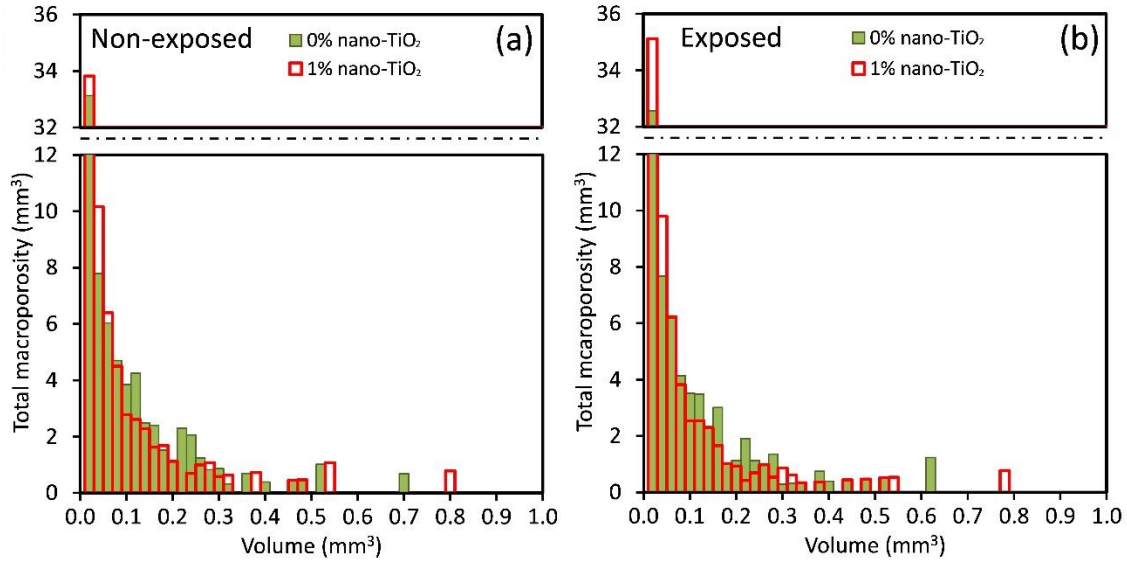 Non-exposed
(a)
0% nano-TiO₂
1% nano-TiO₂
36
34
32
12
10
8
6
4
2
0
Total macroporosity (mm³)
0.0 0.1 0.2 0.3 0.4 0.5 0.6 0.7 0.8 0.9 1.0
Volume (mm³)
Exposed
(b)
0% nano-TiO₂
1% nano-TiO₂
36
34
32
12
10
8
6
4
2
0
Total mcaroporosity (mm³)
0.0 0.1 0.2 0.3 0.4 0.5 0.6 0.7 0.8 0.9 1.0
Volume (mm³)